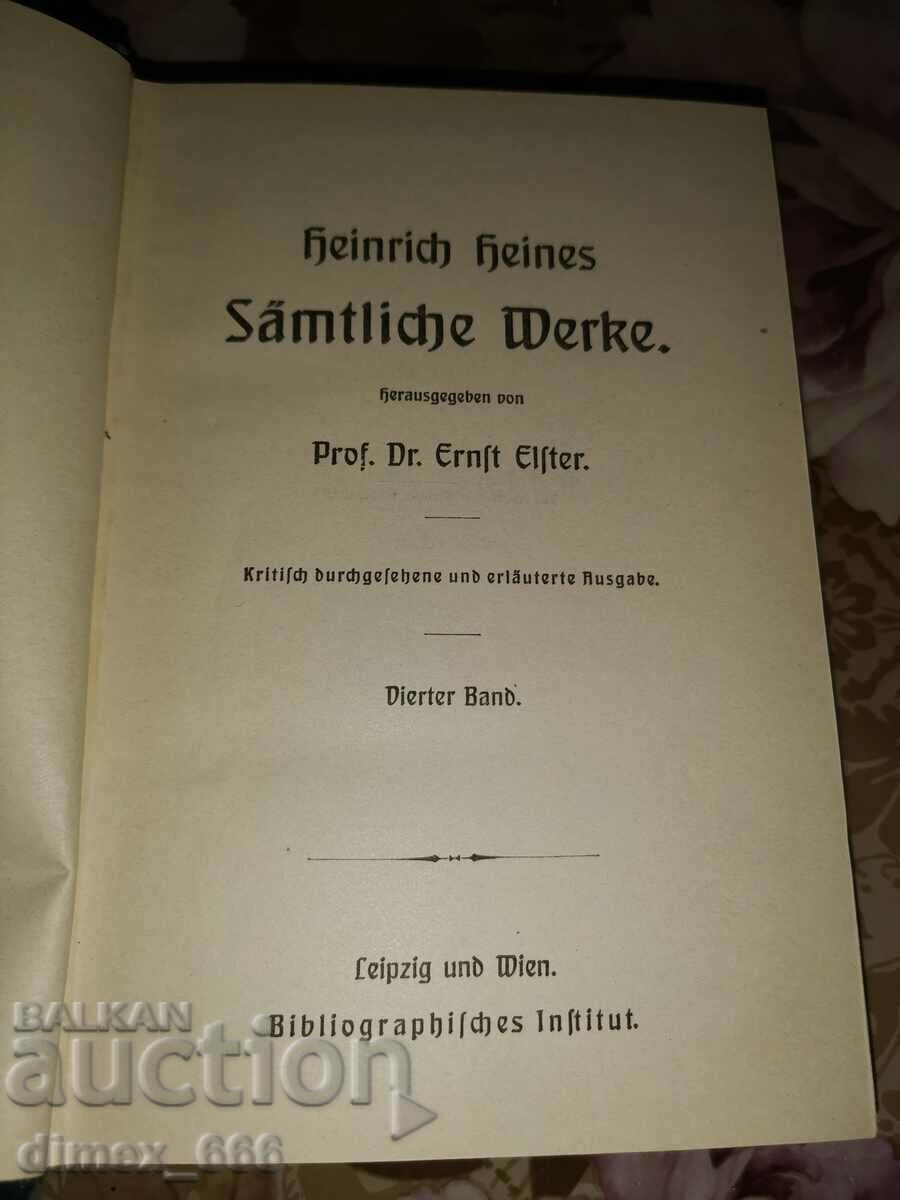 Heinrich Heines
Sämtliche Werke.
Herausgegeben von
Prof. Dr. Ernſt Elſter.
Kritiſch durchgeſehene und erläuterte Ausgabe.
Vierter Band.
Leipzig und Wien.
Bibliographiſches Inſtitut.
BALKAN
auction
dimex_666